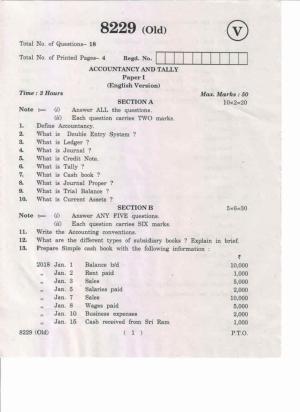 8229 (Old)
V
Total No. of Questions– 18
Total No. of Printed Pages– 4 Regd. No.
ACCOUNTANCY AND TALLY
Paper I
(English Version)
Time : 3 Hours Max. Marks : 50
SECTION A 10×2=20
Note :— (i) Answer ALL the questions.
(ii) Each question carries TWO marks.
1. Define Accountancy.
2. What is Double Entry System ?
3. What is Ledger ?
4. What is Journal ?
5. What is Credit Note.
6. What is Tally ?
7. What is Cash book ?
8. What is Journal Proper ?
9. What is Trial Balance ?
10. What is Current Assets ?
SECTION B 5×6=30
Note :— (i) Answer ANY FIVE questions.
(ii) Each question carries SIX marks.
11. Write the Accounting conventions.
12. What are the different types of subsidiary books ? Explain in brief.
13. Prepare Simple cash book with the following information :
₹
2018 Jan. 1 Balance b/d 10,000
„ Jan. 2 Rent paid 1,000
„ Jan. 3 Sales 5,000
„ Jan. 5 Salaries paid 2,000
„ Jan. 7 Sales 10,000
„ Jan. 8 Wages paid 5,000
„ Jan. 10 Business expenses 2,000
„ Jan. 15 Cash received from Sri Ram 1,000
8229 (Old) ( 1 ) P.T.O.